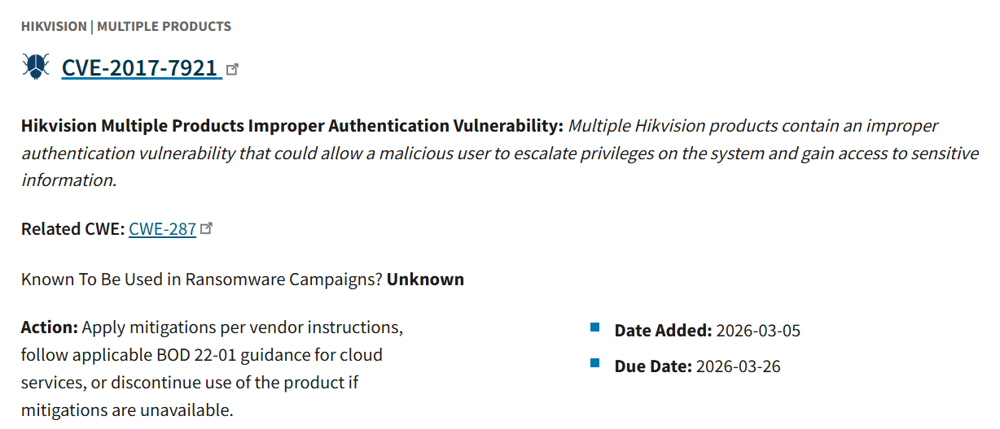 HIKVISION | MULTIPLE PRODUCTS
CVE-2017-7921
Hikvision Multiple Products Improper Authentication Vulnerability: Multiple Hikvision products contain an improper
authentication vulnerability that could allow a malicious user to escalate privileges on the system and gain access to sensitive
information.
Related CWE: CWE-287
Known To Be Used in Ransomware Campaigns? Unknown
Action: Apply mitigations per vendor instructions,
follow applicable BOD 22-01 guidance for cloud
services, or discontinue use of the product if
mitigations are unavailable.
Date Added: 2026-03-05
Due Date: 2026-03-26